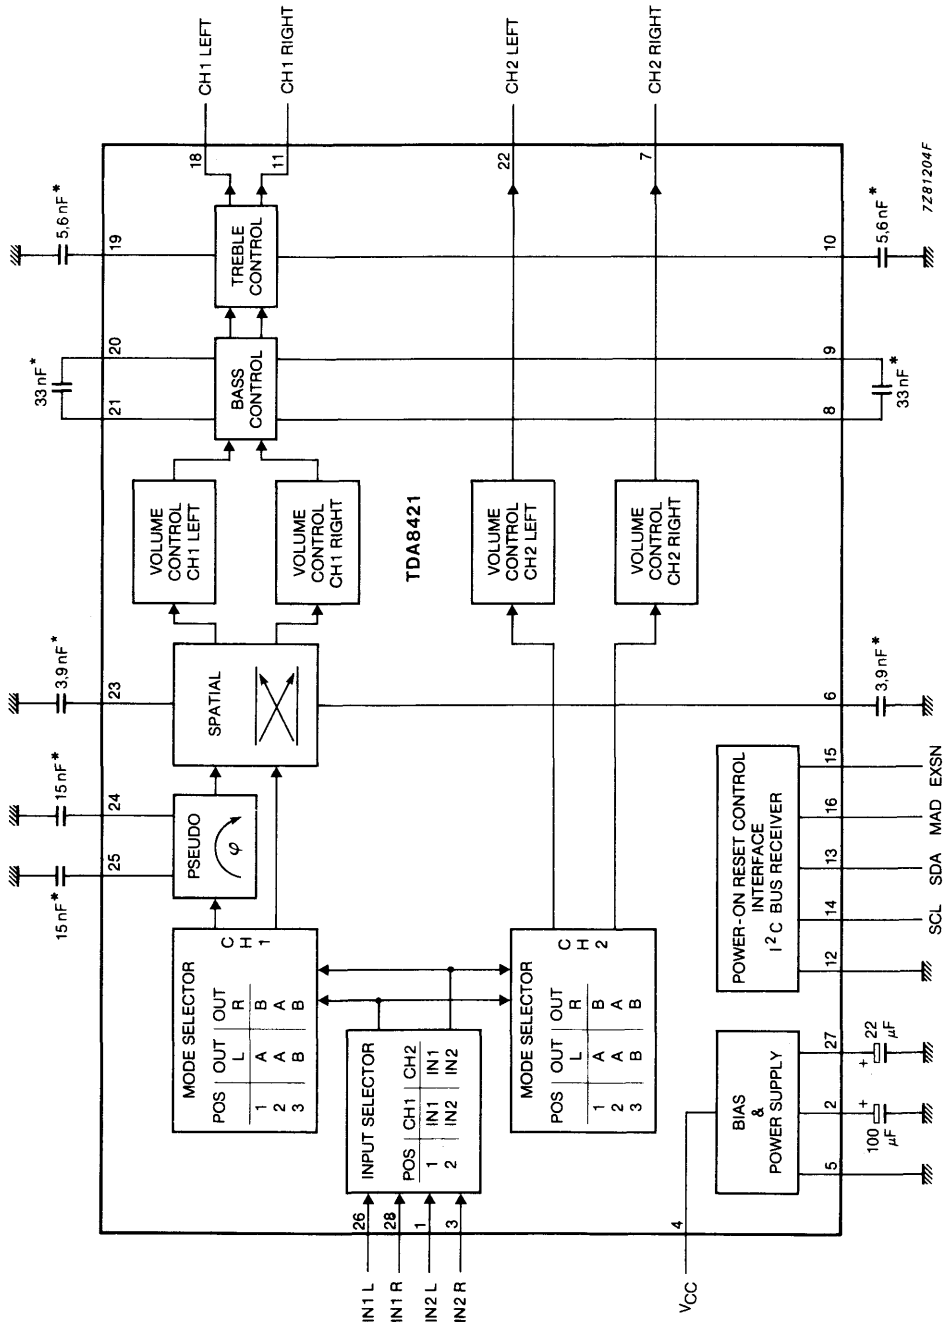 15 nF*
15 nF*
3,9 nF*
33 nF*
5,6 nF*
25
24
23
21
20
19
18
CH1 LEFT
11
CH1 RIGHT
MODE SELECTOR
POS OUT OUT
L R
1 A B
2 A A
3 B B
C
H
1
PSEUDO
φ
SPATIAL
VOLUME
CONTROL
CH1 LEFT
VOLUME
CONTROL
CH1 RIGHT
BASS
CONTROL
TREBLE
CONTROL
TDA8421
IN1 L
26
IN1 R
28
IN2 L
1
IN2 R
3
INPUT SELECTOR
POS CH1 CH2
1 IN1 IN1
2 IN2 IN2
MODE SELECTOR
POS OUT OUT
L R
1 A B
2 A A
3 B B
C
H
2
VOLUME
CONTROL
CH2 LEFT
VOLUME
CONTROL
CH2 RIGHT
22
CH2 LEFT
7
CH2 RIGHT
VCC
4
BIAS
&
POWER SUPPLY
POWER-ON RESET CONTROL
INTERFACE
I²C BUS RECEIVER
5
2
27
12
14
13
16
15
6
8
9
10
100
µF
+
+
22
µF
SCL
SDA
MAD
EXSN
3,9 nF*
33 nF*
5,6 nF*
7Z81204F